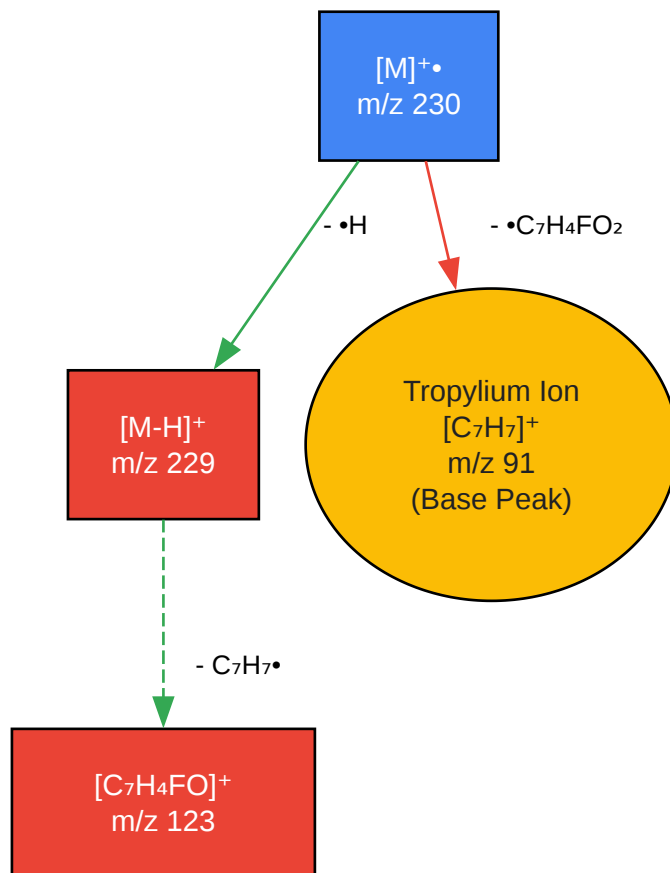 [M]⁺•
m/z 230
- •H
- •C₇H₄FO₂
[M-H]⁺
m/z 229
Tropylium Ion
[C₇H₇]⁺
m/z 91
(Base Peak)
- C₇H₇•
[C₇H₄FO]⁺
m/z 123